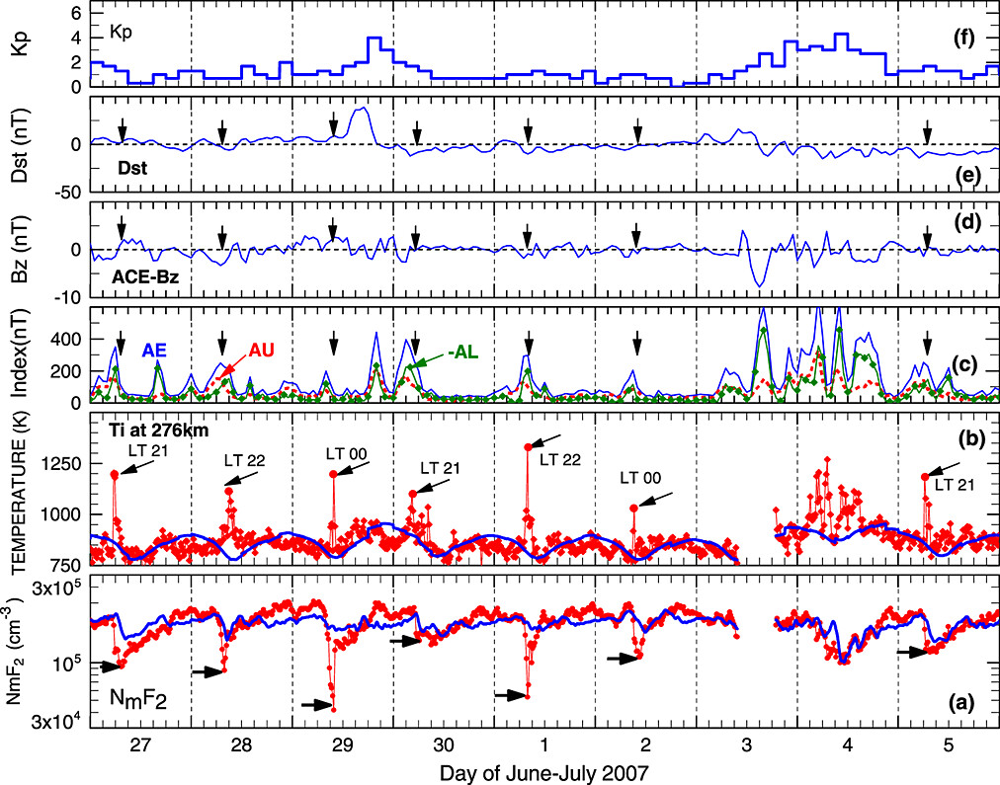 6
4
2
0
Kp
Kp
(f)
0
-50
Dst (nT)
Dst
(e)
0
-10
Bz (nT)
ACE-Bz
(d)
400
200
0
Index(nT)
AE
AU
-AL
(c)
1250
1000
750
TEMPERATURE (K)
Ti at 276km
(b)
LT 21
LT 22
LT 00
LT 21
LT 22
LT 00
LT 21
3x10⁵
10⁵
3x10⁴
NmF₂ (cm⁻³)
NmF2
(a)
27 28 29 30 1 2 3 4 5
Day of June-July 2007